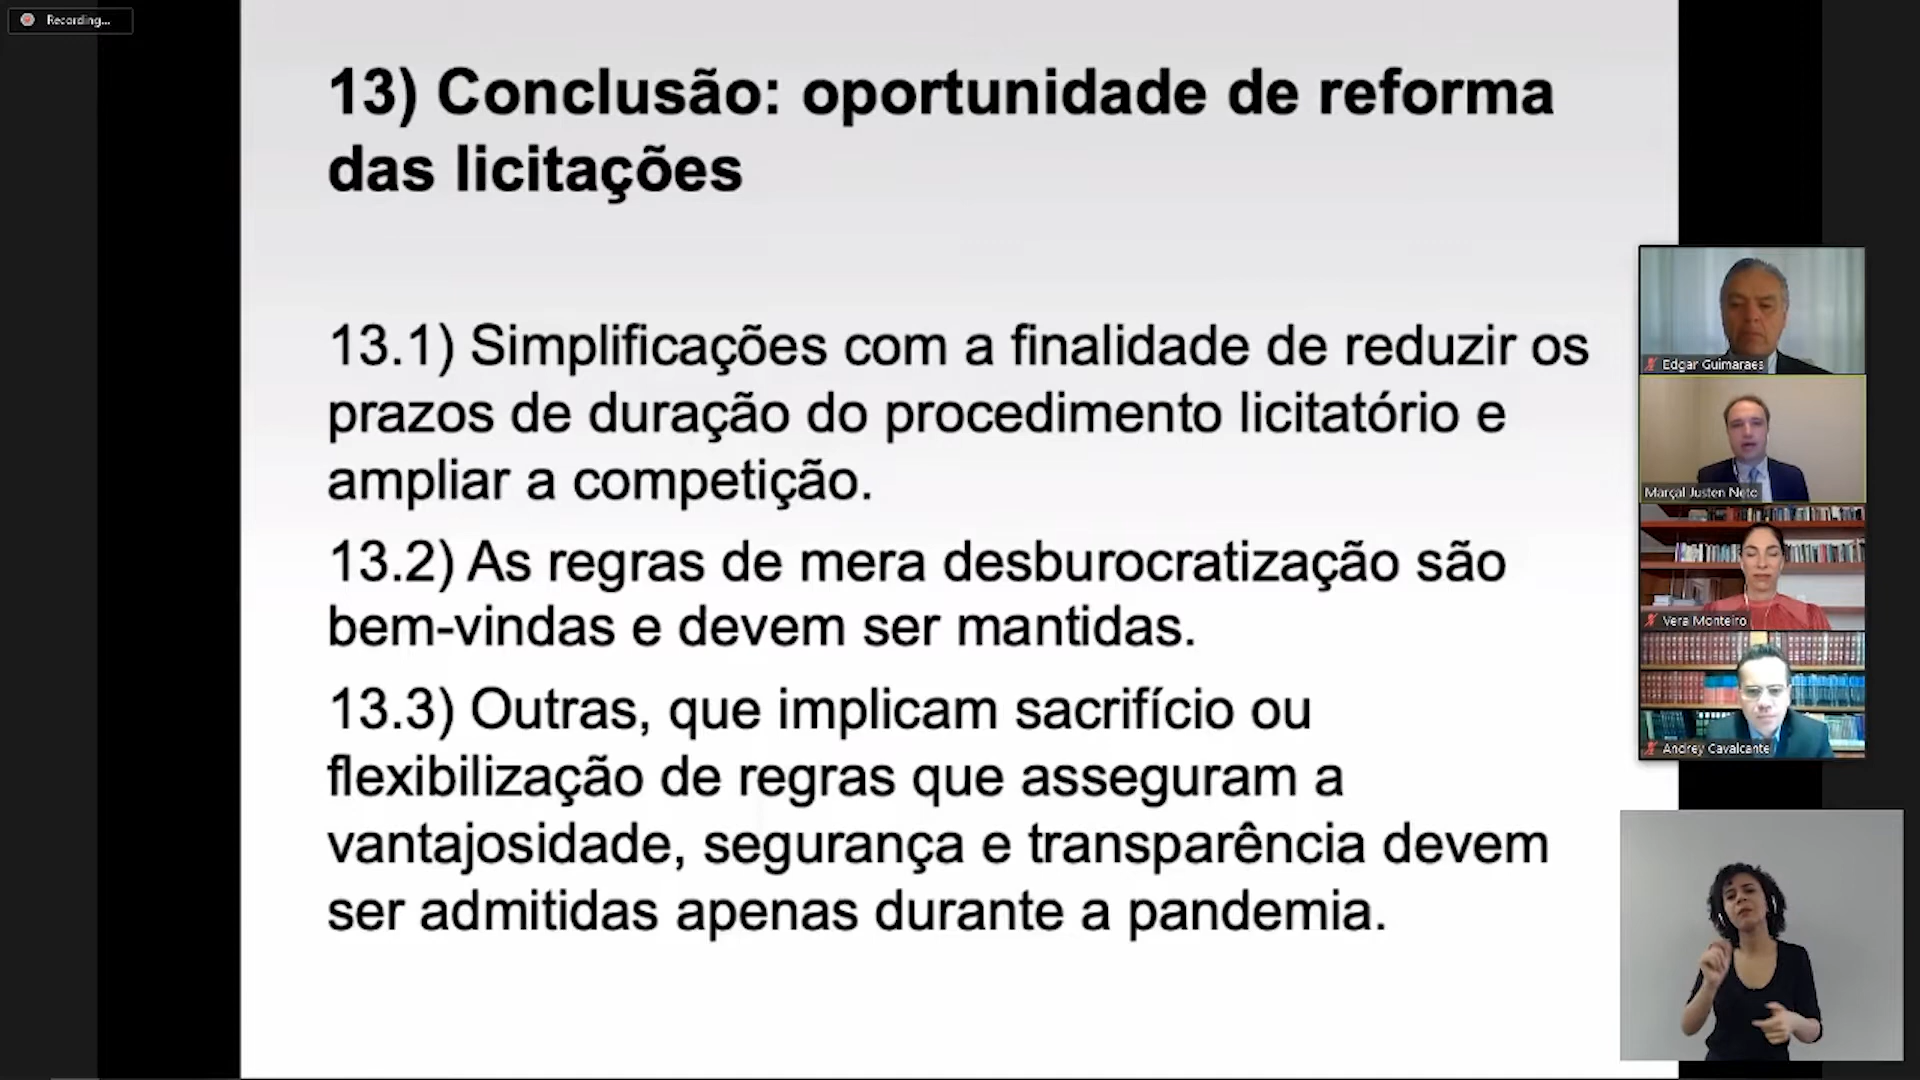 Recording...
13) Conclusão: oportunidade de reforma
das licitações
13.1) Simplificações com a finalidade de reduzir os
prazos de duração do procedimento licitatório e
ampliar a competição.
13.2) As regras de mera desburocratização são
bem-vindas e devem ser mantidas.
13.3) Outras, que implicam sacrifício ou
flexibilização de regras que asseguram a
vantajosidade, segurança e transparência devem
ser admitidas apenas durante a pandemia.
Edgar Guimaraes
Marçal Justen Neto
Vera Monteiro
Andrey Cavalcante